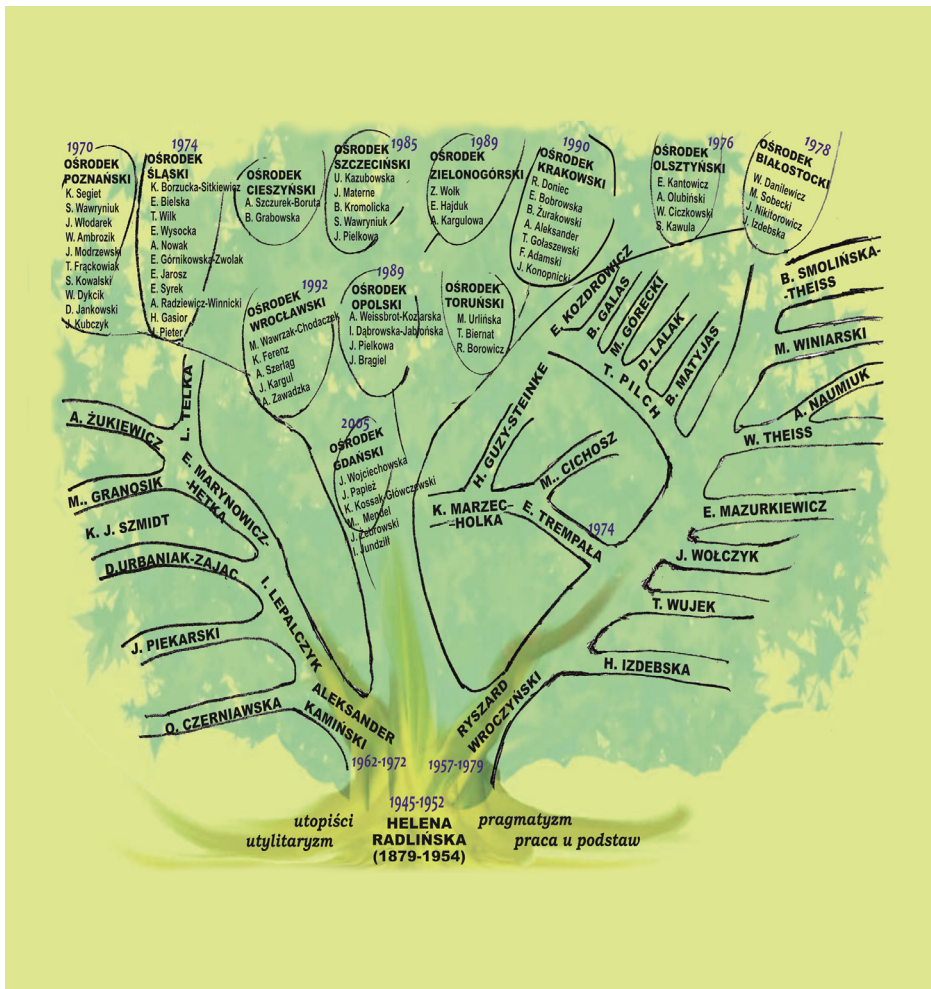 1970
OŚRODEK
POZNAŃSKI
K. Segiet
S. Wawryniuk
J. Włodarek
W. Ambrozik
J. Modrzewski
T. Frąckowiak
S. Kowalski
W. Dykcik
D. Jankowski
J. Kubczyk
1974
OŚRODEK
ŚLĄSKI
K. Borzucka-Sitkiewicz
E. Bielska
T. Wilk
E. Wysocka
A. Nowak
E. Górnikowska-Zwolak
E. Jarosz
E. Syrek
A. Radziewicz-Winnicki
H. Gasior
J. Pieter
OŚRODEK
CIESZYŃSKI
A. Szczurek-Boruta
B. Grabowska
1985
OŚRODEK
SZCZECIŃSKI
U. Kazubowska
J. Materne
B. Kromolicka
S. Wawryniuk
J. Pielkowa
1989
OŚRODEK
ZIELONOGÓRSKI
Z. Wołk
E. Hajduk
A. Kargulowa
1990
OŚRODEK
KRAKOWSKI
R. Doniec
E. Bobrowska
B. Żurakowski
A. Aleksander
T. Gołaszewski
F. Adamski
J. Konopnicki
1976
OŚRODEK
OLSZTYŃSKI
E. Kantowicz
A. Olubiński
W. Ciczkowski
S. Kawula
1978
OŚRODEK
BIAŁOSTOCKI
W. Danilewicz
M. Sobecki
J. Nikitorowicz
J. Izdebska
1992
OŚRODEK
WROCŁAWSKI
M. Wawrzak-Chodaczek
K. Ferenz
A. Szerląg
J. Kargul
A. Zawadzka
1989
OŚRODEK
OPOLSKI
A. Weissbrot-Koziarska
I. Dąbrowska-Jabłońska
J. Pielkowa
J. Brągiel
OŚRODEK
TORUŃSKI
M. Urlińska
T. Biernat
R. Borowicz
2005
OŚRODEK
GDAŃSKI
J. Wojciechowska
J. Papież
K. Kossak-Główczewski
M.. Mendel
J. Żebrowski
I. Jundziłł
E. KOZDROWICZ
B. GALAS
M. GÓRECKI
D. LALAK
B. MATYJAS
T. PILCH
B. SMOLIŃSKA-
-THEISS
M. WINIARSKI
A. NAUMIUK
W. THEISS
E. MAZURKIEWICZ
J. WOŁCZYK
T. WUJEK
H. IZDEBSKA
H. GUZY-STEINKE
M.. CICHOSZ
K. MARZEC-
-HOLKA
E. TREMPAŁA
1974
L. TELKA
A. ŻUKIEWICZ
E. MARYNOWICZ-
-HETKA
M.. GRANOSIK
K. J. SZMIDT
D.URBANIAK-ZAJĄC
I. LEPALCZYK
J. PIEKARSKI
O. CZERNIAWSKA
ALEKSANDER
KAMIŃSKI
1962-1972
RYSZARD
WROCZYŃSKI
1957-1979
1945-1952
HELENA
RADLIŃSKA
(1879-1954)
utopiści
utylitaryzm
pragmatyzm
praca u podstaw